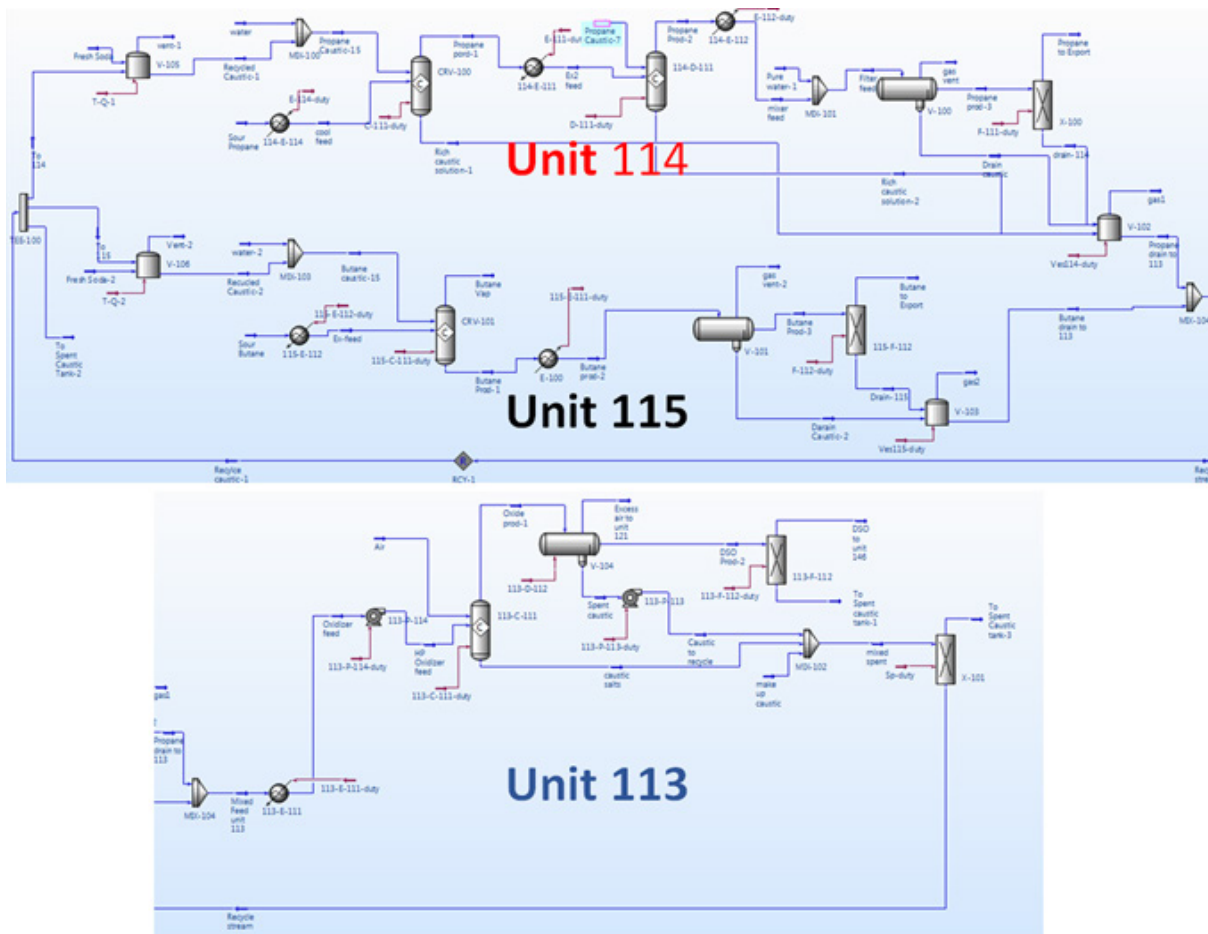 water
Fresh Soda
vent-1
V-105
T-Q-1
Recycled
Caustic-1
MIX-100
Propane
Caustic-15
E-114-duty
Sour
Propane
114-E-114
cool
feed
CRV-100
C-111-duty
Propane
pord-1
Rich
caustic
solution-1
E-111-dut
114-E-111
Ex2
feed
Propane
Caustic-7
D-111-duty
114-D-111
Propane
Prod-2
E-112-duty
114-E-112
Pure
water-1
mixer
feed
MIX-101
Filter
feed
gas
vent
V-100
Propane
prod-3
F-111-duty
Propane
to Export
X-100
drain-114
Drain
caustic
Rich
caustic
solution-2
Unit 114
To
114
TEE-100
gas1
V-102
Ves114-duty
Propane
drain to
113
MIX-104
Fresh Soda-2
Vent-2
V-106
T-Q-2
water-2
MIX-103
Recucled
Caustic-2
Butane
caustic-15
To
Spent
Caustic
Tank-2
115-E-112-duty
Sour
Butane
115-E-112
Ex-feed
Butane
Vap
CRV-101
115-C-111-duty
Butane
Prod-1
115-E-111-duty
E-100
Butane
prod-2
gas
vent-2
V-101
Butane
Prod-3
F-112-duty
Butane
to
Export
115-F-112
Drain-115
Darain
Caustic-2
gas2
V-103
Ves115-duty
Butane
drain to
113
Unit 115
Recylce
caustic-1
RCY-1
Recycle
stream
Air
Oxide
prod-1
Excess
air to
unit
121
V-104
113-D-112
DSO
Prod-2
DSO
to
unit
146
113-F-112
113-F-112-duty
To
Spent
caustic
tank-1
Spent
caustic
113-P-113
113-P-113-duty
Caustic
to
recycle
Oxidizer
feed
113-P-114
113-P-114-duty
HP
Oxidizer
feed
113-C-111
113-C-111-duty
caustic
salts
MIX-102
make
up
caustic
mixed
spent
Sp-duty
To
Spent
Caustic
tank-3
X-101
gas1
Propane
drain to
113
MIX-104
Mixed
Feed
unit
113
113-E-111
113-E-111-duty
Unit 113
Recycle
stream